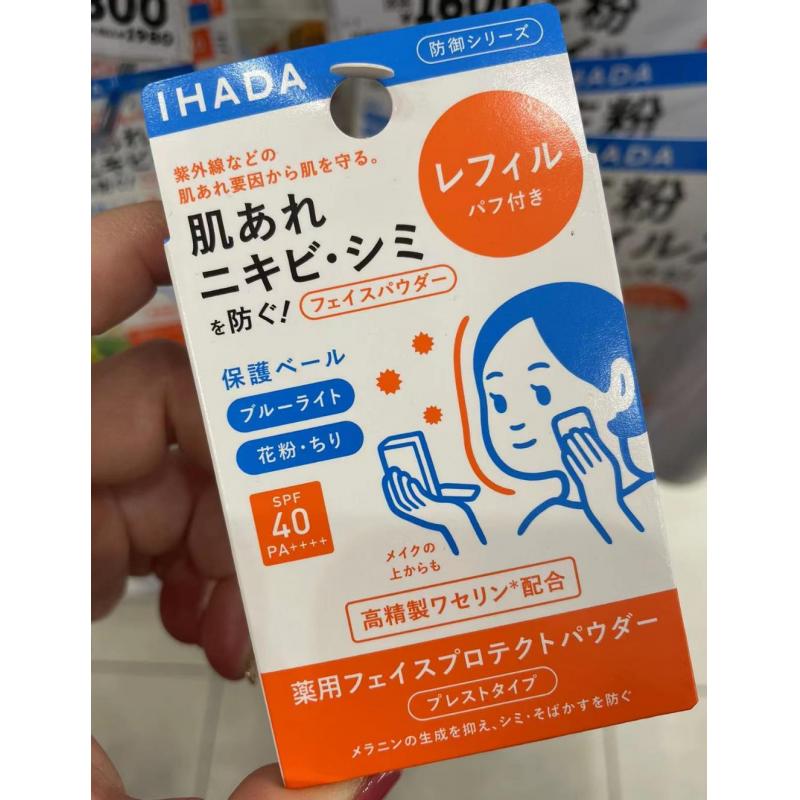 IHADA
防御シリーズ
紫外線などの
肌あれ要因から肌を守る。
レフィル
パフ付き
肌あれ
ニキビ・シミ
を防ぐ!
フェイスパウダー
保護ベール
ブルーライト
花粉・ちり
SPF
40
PA++++
メイクの
上からも
高精製ワセリン*配合
薬用フェイスプロテクトパウダー
プレストタイプ
メラニンの生成を抑え、シミ・そばかすを防ぐ
1980
IHADA
花粉